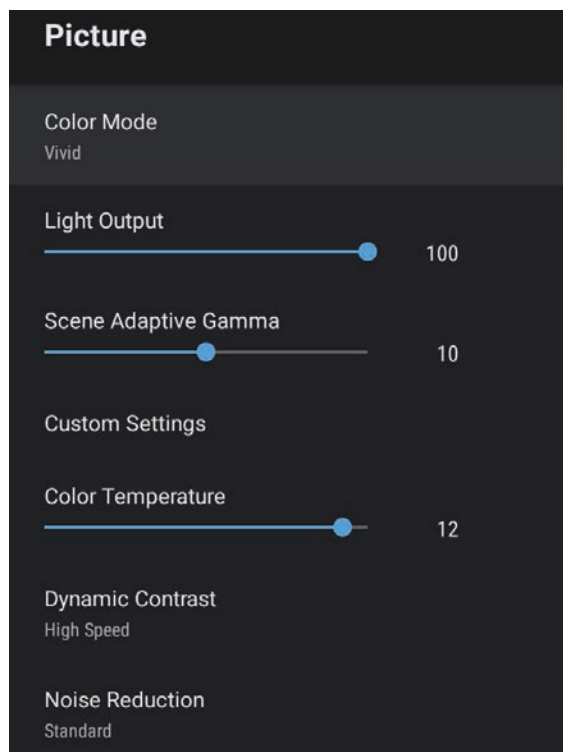 Picture
Color Mode
Vivid
Light Output
100
Scene Adaptive Gamma
10
Custom Settings
Color Temperature
12
Dynamic Contrast
High Speed
Noise Reduction
Standard